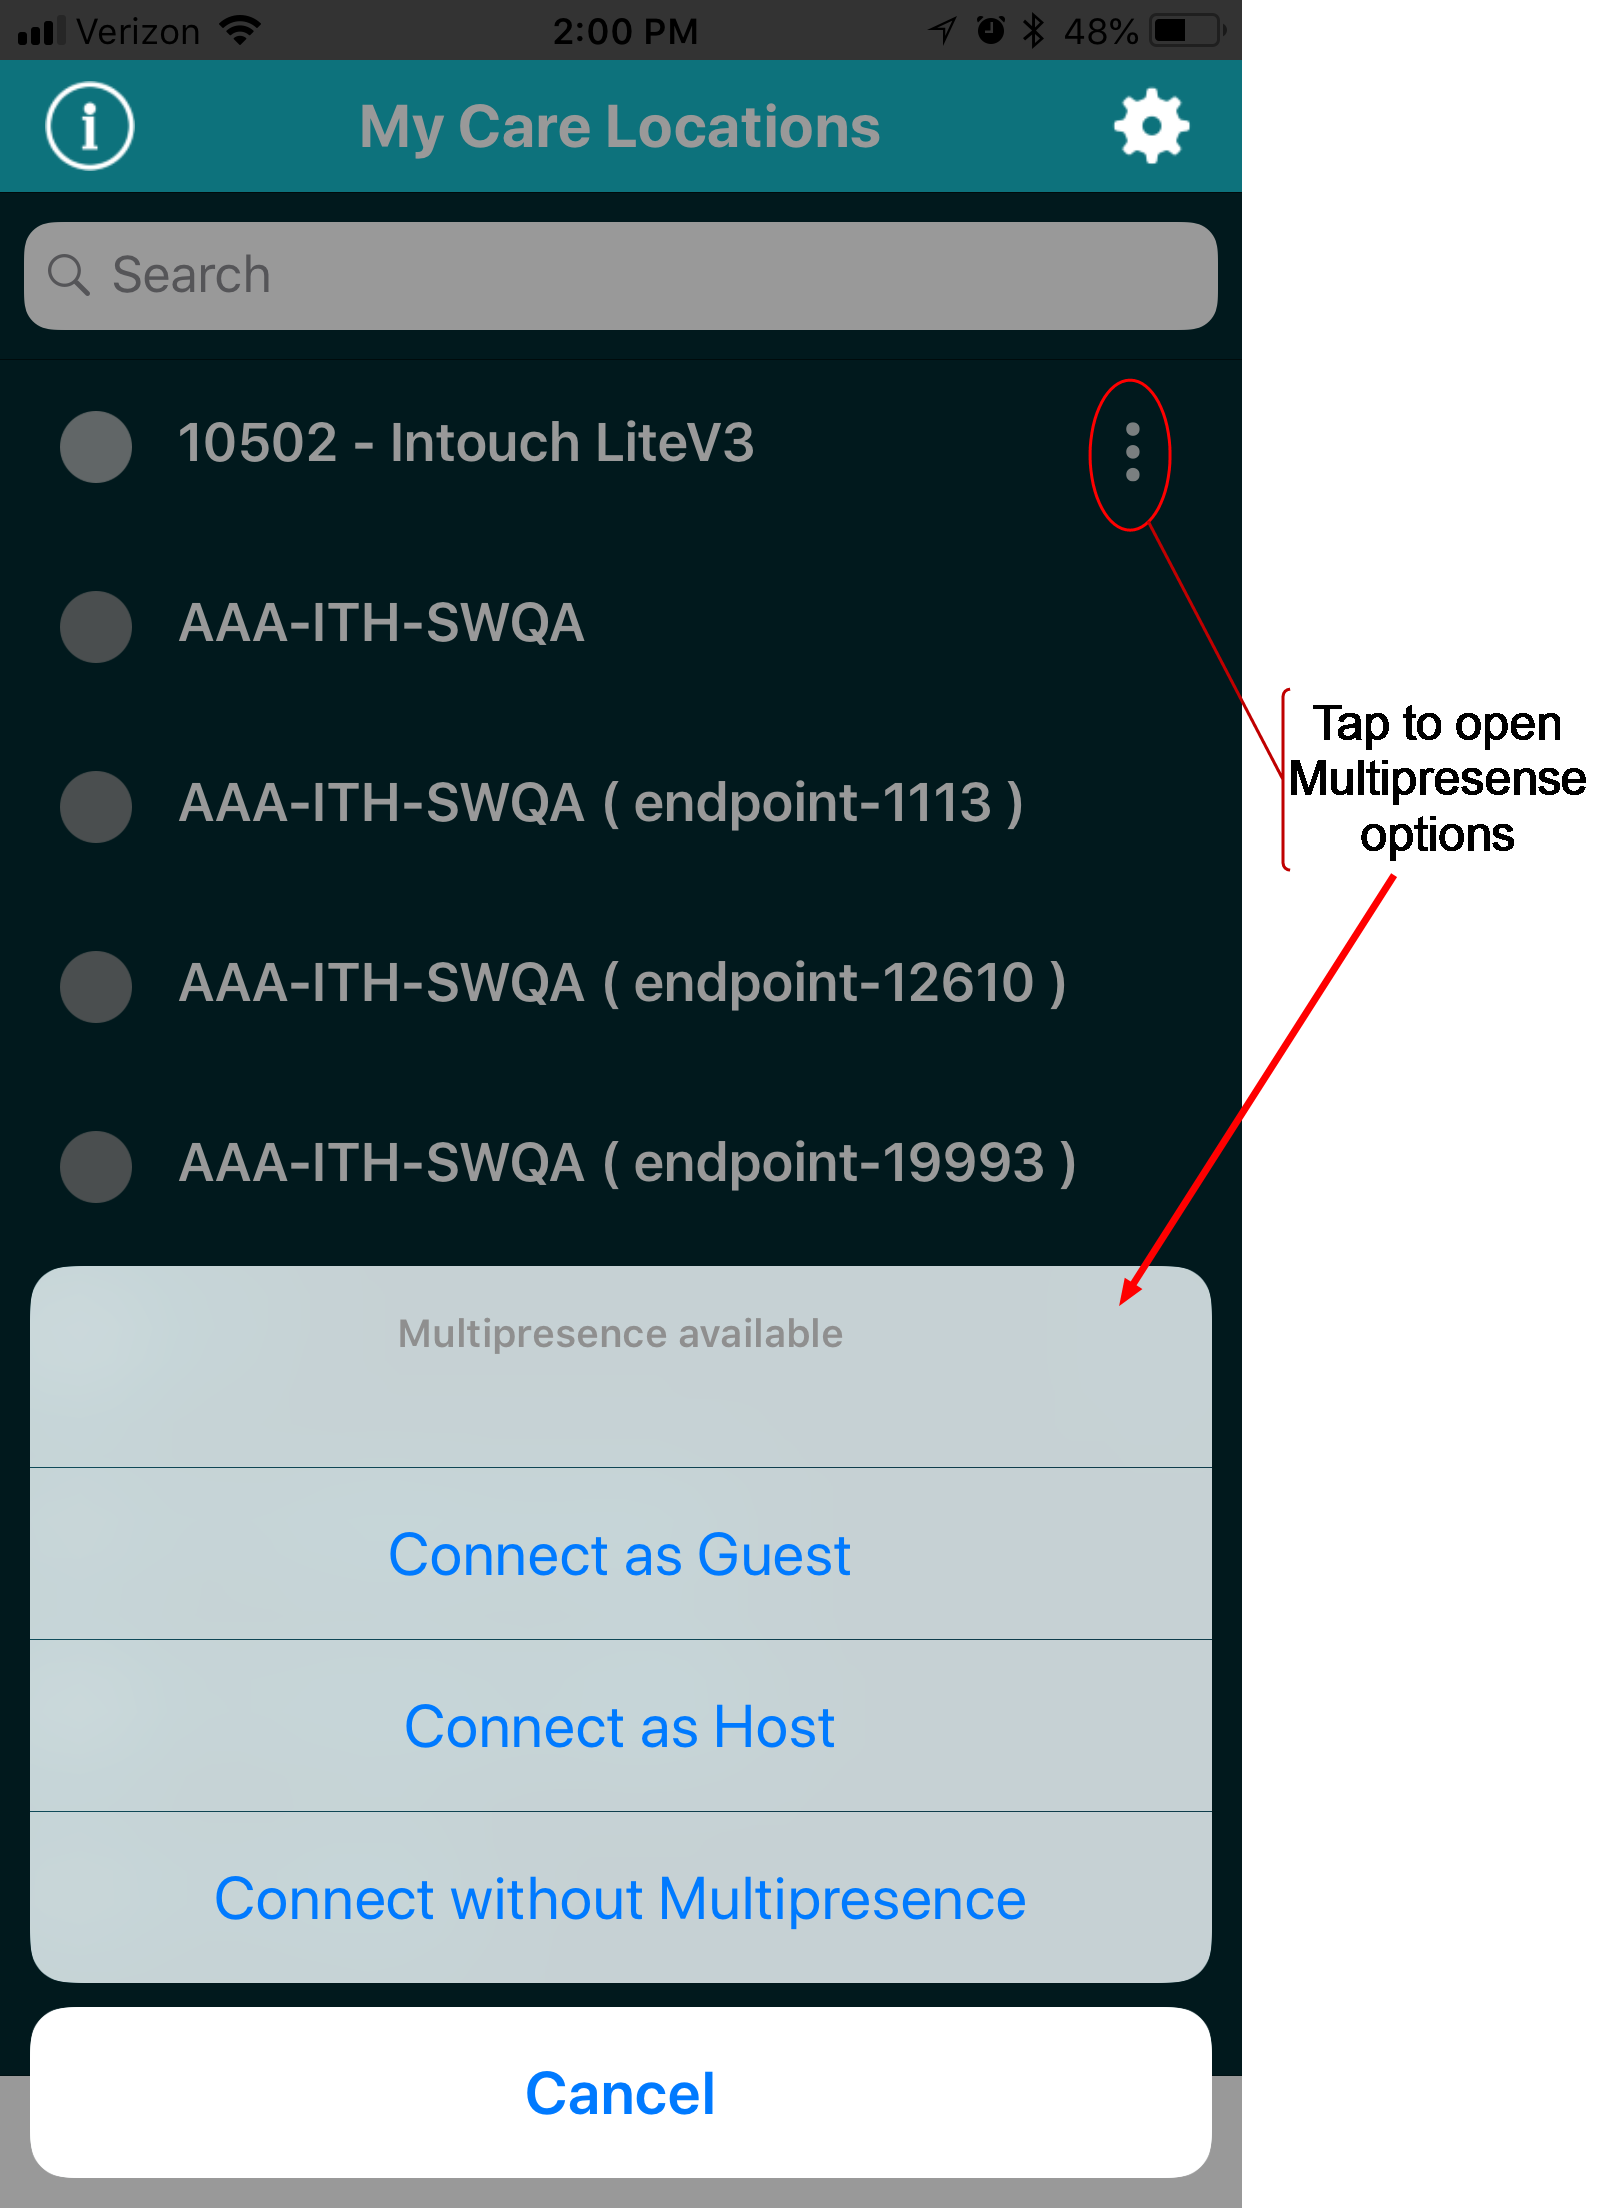 Verizon 2:00 PM 48%
My Care Locations
Search
10502 - Intouch LiteV3
AAA-ITH-SWQA
Tap to open
Multipresense
options
AAA-ITH-SWQA ( endpoint-1113 )
AAA-ITH-SWQA ( endpoint-12610 )
AAA-ITH-SWQA ( endpoint-19993 )
Multipresence available
Connect as Guest
Connect as Host
Connect without Multipresence
Cancel